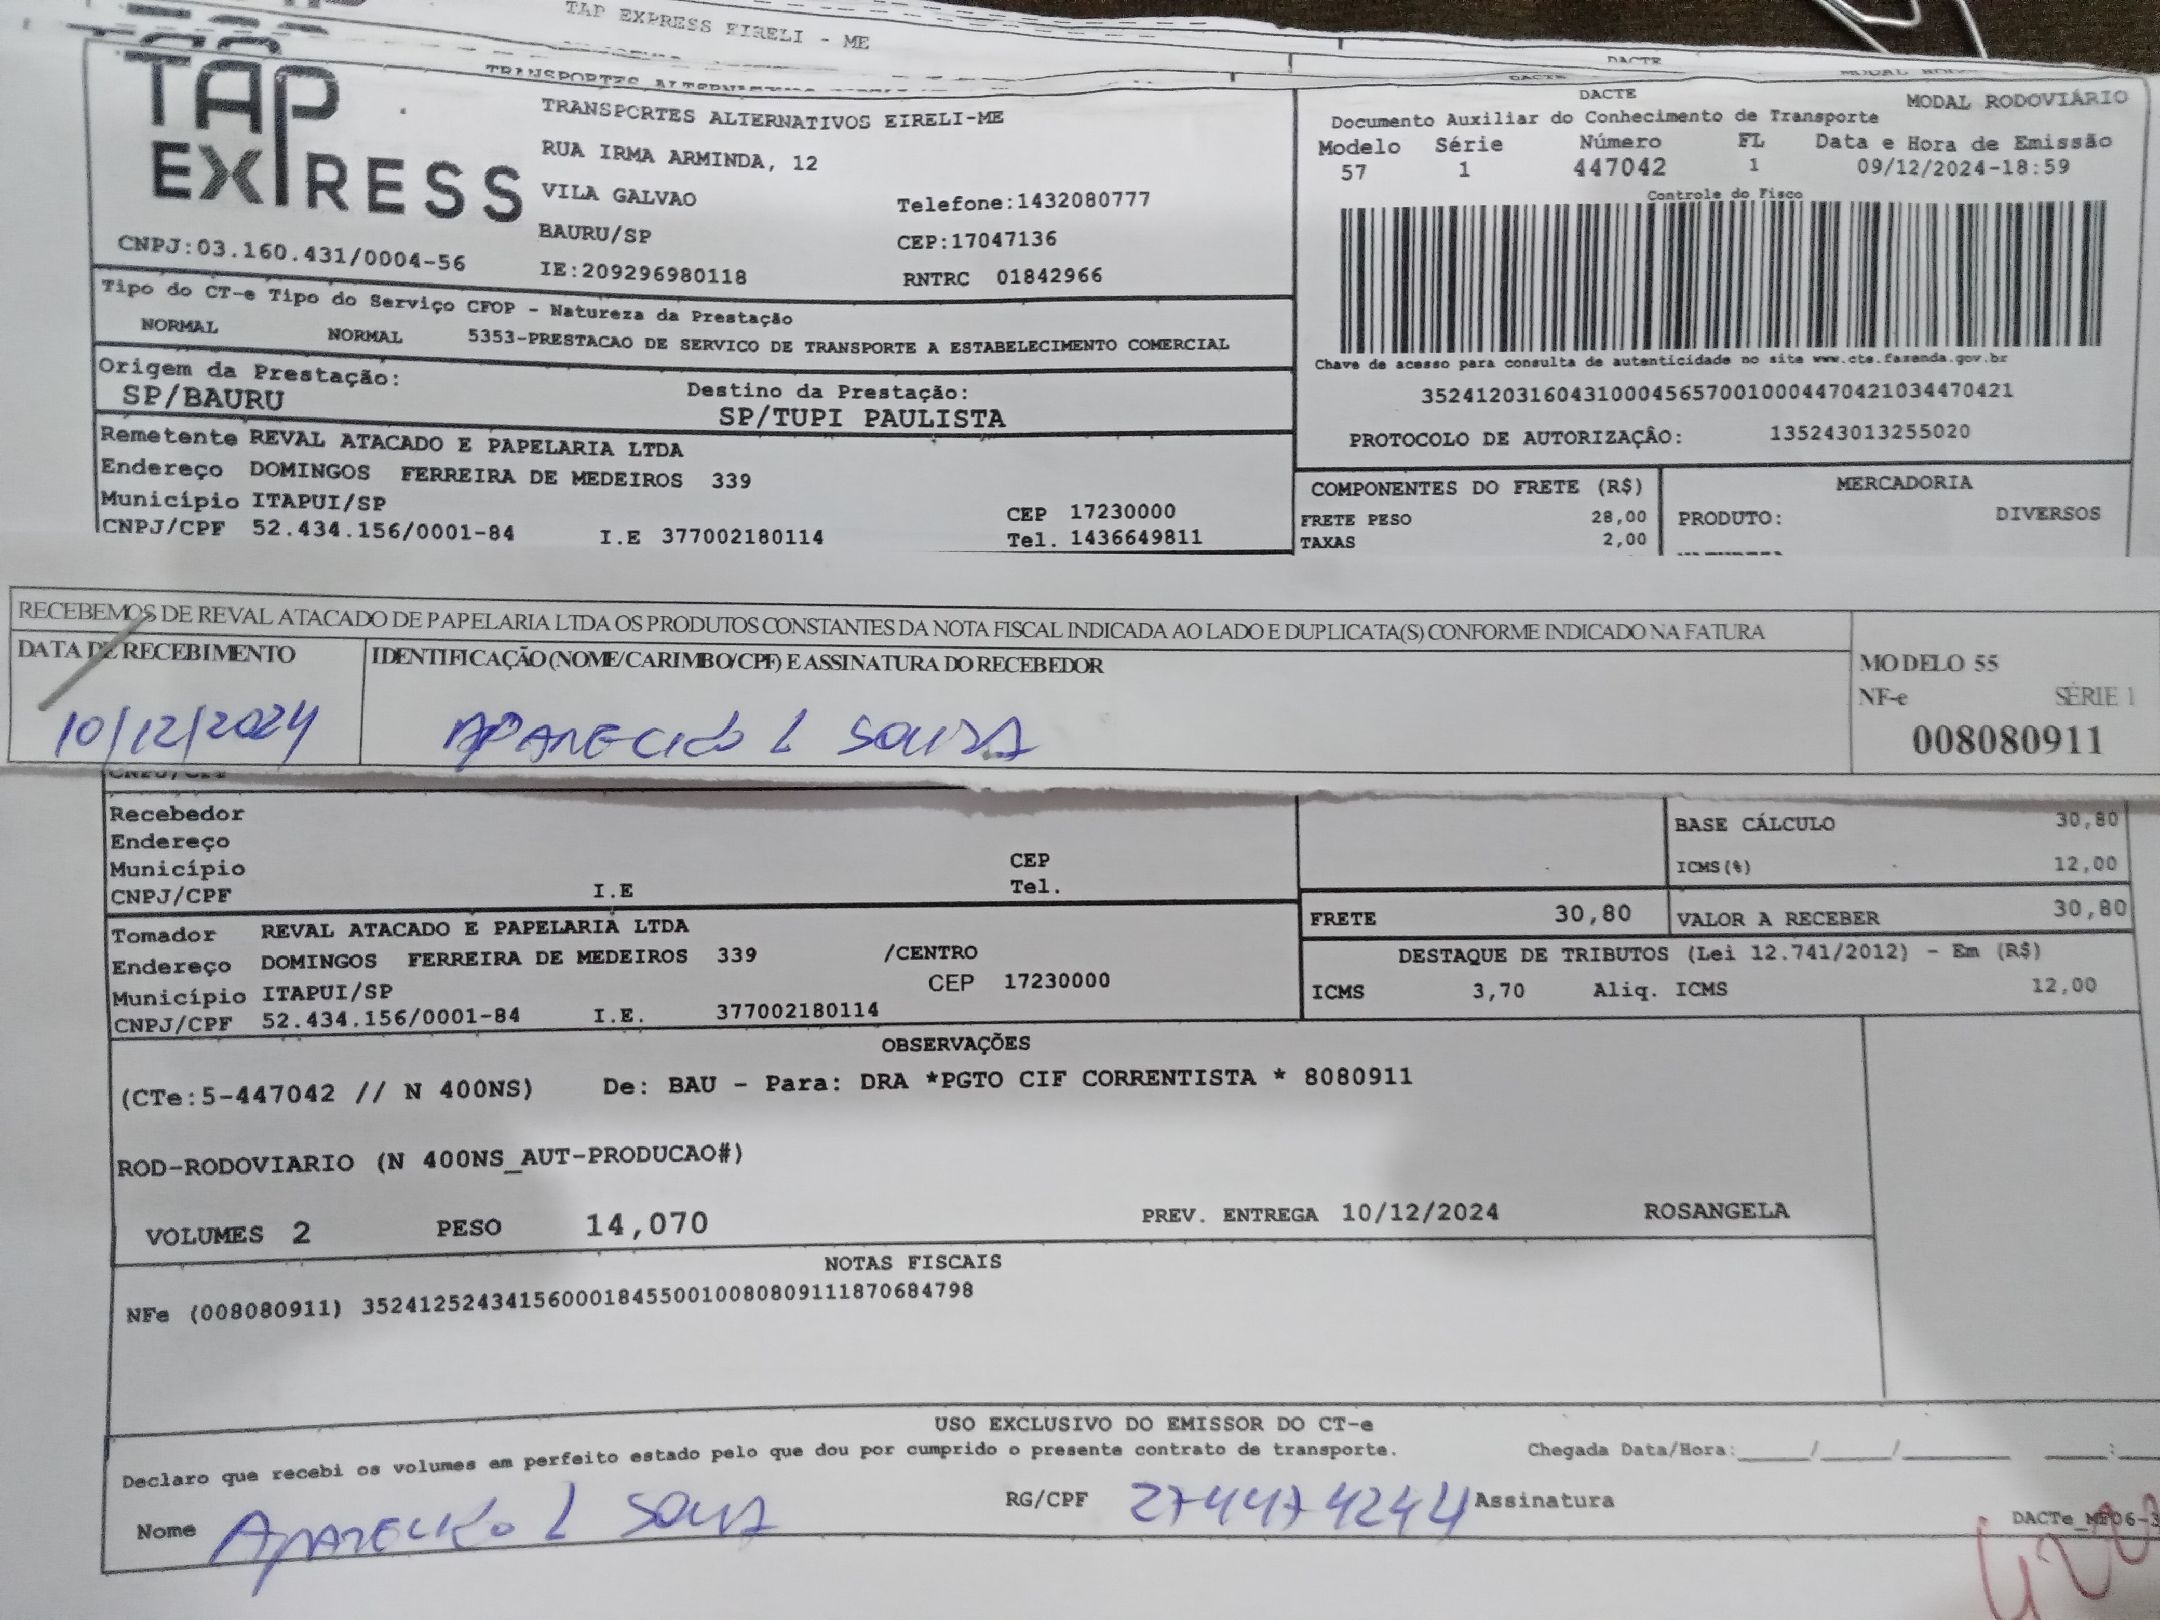 TAP EXPRESS EIRELI - ME
DACTE
TAP EXPRESS
TRANSPORTES ALTERNATIVOS EIRELI-ME
RUA IRMA ARMINDA, 12
VILA GALVAO Telefone:1432080777
BAURU/SP CEP:17047136
CNPJ:03.160.431/0004-56 IE:209296980118 RNTRC 01842966
DACTE MODAL RODOVIÁRIO
Documento Auxiliar do Conhecimento de Transporte
Modelo Série Número FL Data e Hora de Emissão
57 1 447042 1 09/12/2024-18:59
Controle do Fisco
Chave de acesso para consulta de autenticidade no site www.cte.fazenda.gov.br
35241203160431000456570010004470421034470421
PROTOCOLO DE AUTORIZAÇÂO: 135243013255020
Tipo do CT-e Tipo do Serviço CFOP - Natureza da Prestação
NORMAL NORMAL 5353-PRESTACAO DE SERVICO DE TRANSPORTE A ESTABELECIMENTO COMERCIAL
Origem da Prestação: Destino da Prestação:
SP/BAURU SP/TUPI PAULISTA
Remetente REVAL ATACADO E PAPELARIA LTDA
Endereço DOMINGOS FERREIRA DE MEDEIROS 339
Município ITAPUI/SP CEP 17230000
CNPJ/CPF 52.434.156/0001-84 I.E 377002180114 Tel. 1436649811
COMPONENTES DO FRETE (R$) MERCADORIA
FRETE PESO 28,00 PRODUTO: DIVERSOS
TAXAS 2,00
RECEBEMOS DE REVAL ATACADO DE PAPELARIA LTDA OS PRODUTOS CONSTANTES DA NOTA FISCAL INDICADA AO LADO E DUPLICATA(S) CONFORME INDICADO NA FATURA
DATA DE RECEBIMENTO IDENTIFICAÇÃO (NOME/CARIMBO/CPF) E ASSINATURA DO RECEBEDOR
10/12/2024 APARECIDO L SOUZA
MODELO 55
NF-e SÉRIE 1
008080911
Recebedor
Endereço
Município CEP
CNPJ/CPF I.E Tel.
BASE CÁLCULO 30,80
ICMS(%) 12,00
FRETE 30,80 VALOR A RECEBER 30,80
Tomador REVAL ATACADO E PAPELARIA LTDA
Endereço DOMINGOS FERREIRA DE MEDEIROS 339 /CENTRO
Município ITAPUI/SP CEP 17230000
CNPJ/CPF 52.434.156/0001-84 I.E. 377002180114
DESTAQUE DE TRIBUTOS (Lei 12.741/2012) - Em (R$)
ICMS 3,70 Aliq. ICMS 12,00
OBSERVAÇÕES
(CTe:5-447042 // N 400NS) De: BAU - Para: DRA *PGTO CIF CORRENTISTA * 8080911
ROD-RODOVIARIO (N 400NS_AUT-PRODUCAO#)
VOLUMES 2 PESO 14,070 PREV. ENTREGA 10/12/2024 ROSANGELA
NOTAS FISCAIS
NFe (008080911) 35241252434156000184550010080809111870684798
USO EXCLUSIVO DO EMISSOR DO CT-e
Declaro que recebi os volumes em perfeito estado pelo que dou por cumprido o presente contrato de transporte. Chegada Data/Hora:____/____/______ ___:
Nome APARECIDO L SOUZA RG/CPF 274474244 Assinatura